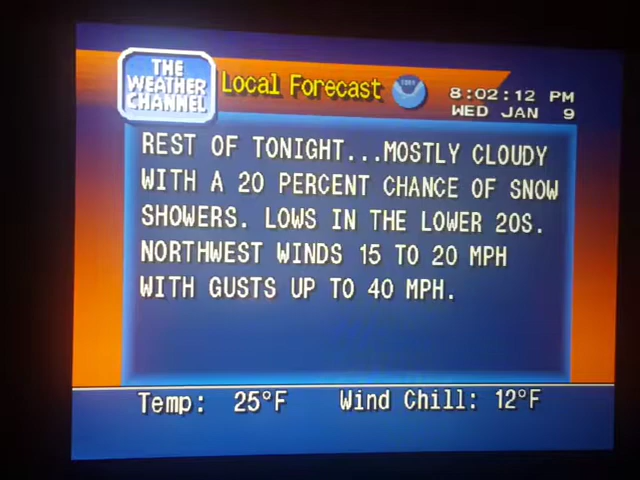 THE
WEATHER
CHANNEL
Local Forecast
8:02:12 PM
WED JAN 9
REST OF TONIGHT...MOSTLY CLOUDY
WITH A 20 PERCENT CHANCE OF SNOW
SHOWERS. LOWS IN THE LOWER 20S.
NORTHWEST WINDS 15 TO 20 MPH
WITH GUSTS UP TO 40 MPH.
Temp: 25°F Wind Chill: 12°F